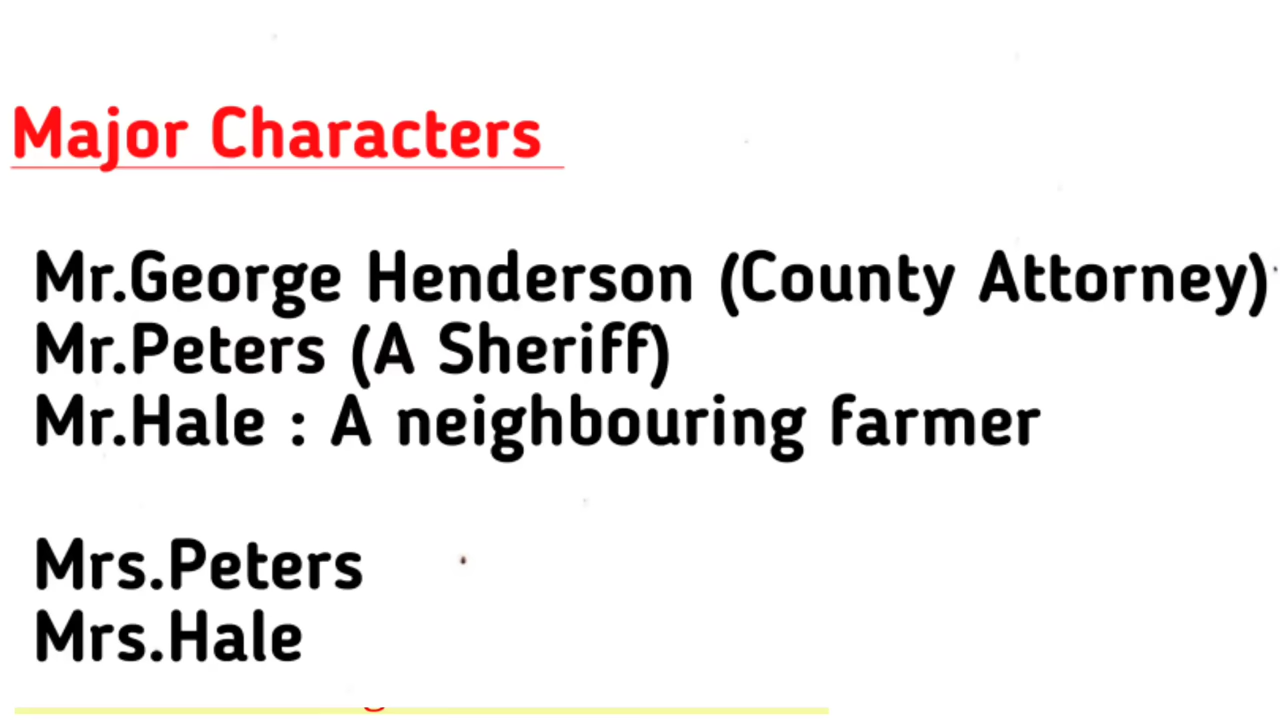 Major Characters
Mr.George Henderson (County Attorney)
Mr.Peters (A Sheriff)
Mr.Hale : A neighbouring farmer
Mrs.Peters
Mrs.Hale